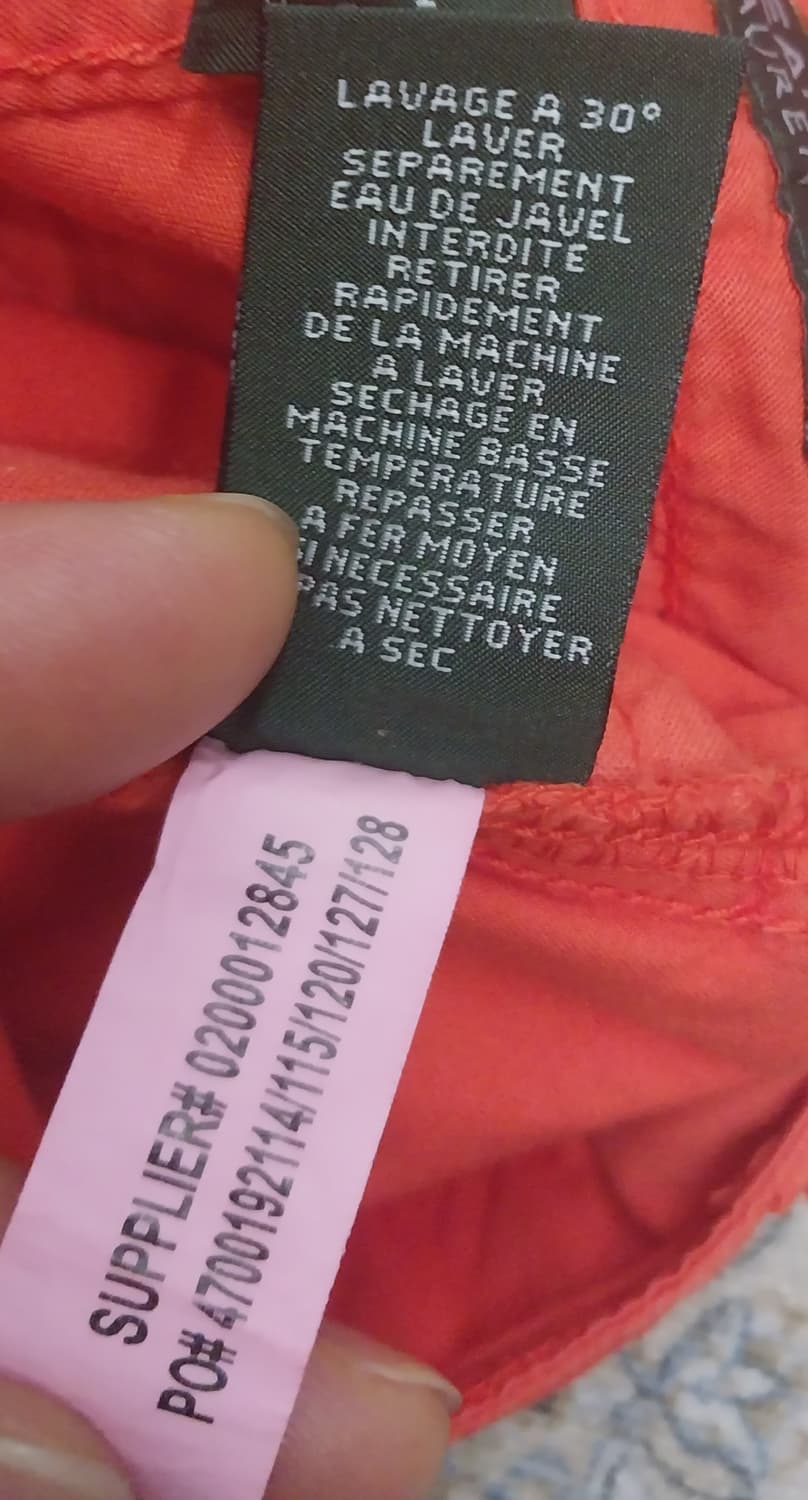 LAVAGE A 30°
LAVER
SEPAREMENT
EAU DE JAVEL
INTERDITE
RETIRER
RAPIDEMENT
DE LA MACHINE
A LAVER
SECHAGE EN
MACHINE BASSE
TEMPERATURE
REPASSER
A FER MOYEN
SI NECESSAIRE
PAS NETTOYER
A SEC
SUPPLIER# 0200012845
PO# 4700192114/115/120/127/128